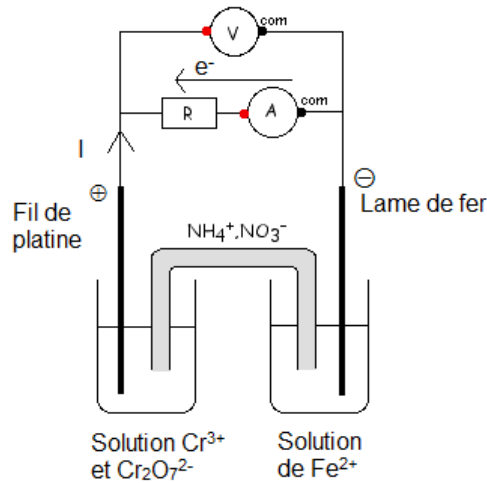 V
com
e⁻
com
R
A
I
⊕
⊖
Fil de
platine
Lame de fer
NH₄⁺,NO₃⁻
Solution Cr³⁺
et Cr₂O₇²⁻
Solution
de Fe²⁺